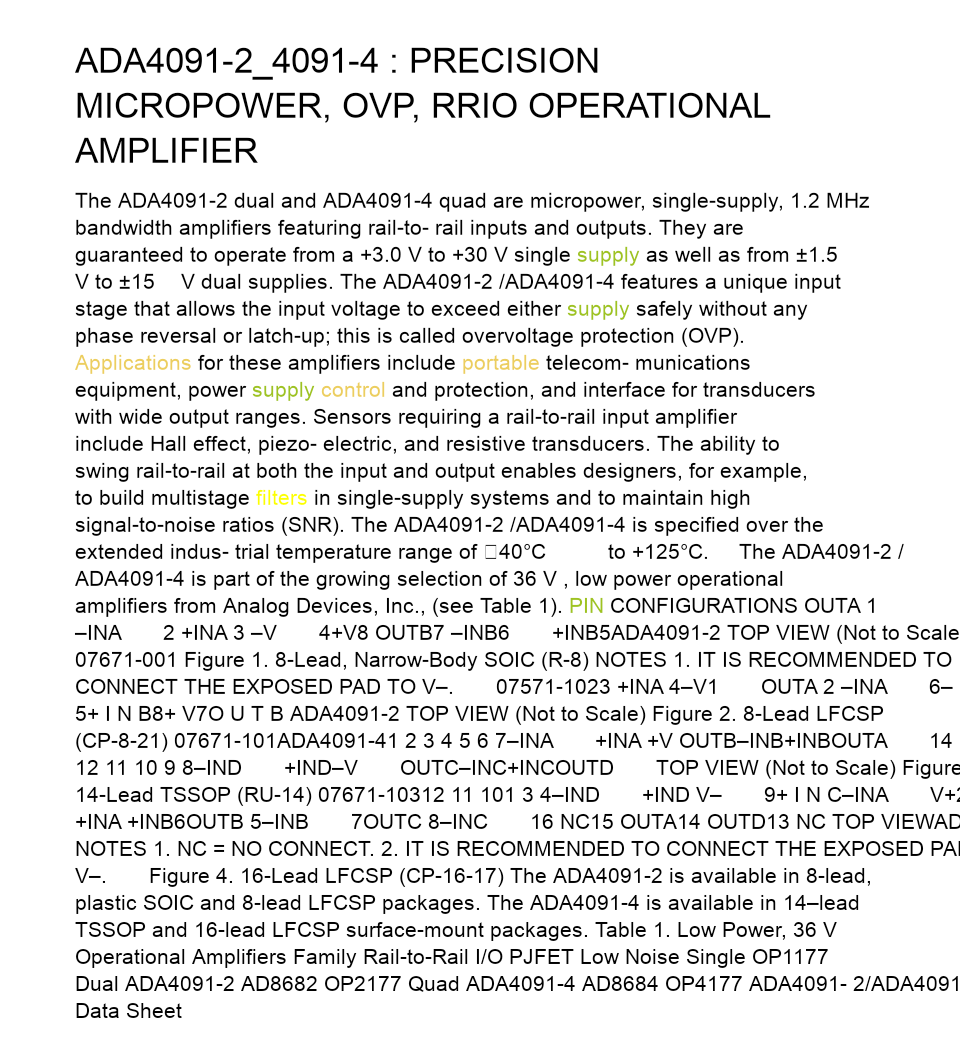 ADA4091-2_4091-4 : PRECISION
MICROPOWER, OVP, RRIO OPERATIONAL
AMPLIFIER
The ADA4091-2 dual and ADA4091-4 quad are micropower, single-supply, 1.2 MHz
bandwidth amplifiers featuring rail-to- rail inputs and outputs. They are
guaranteed to operate from a +3.0 V to +30 V single supply as well as from ±1.5
V to ±15 V dual supplies. The ADA4091-2 /ADA4091-4 features a unique input
stage that allows the input voltage to exceed either supply safely without any
phase reversal or latch-up; this is called overvoltage protection (OVP).
Applications for these amplifiers include portable telecom- munications
equipment, power supply control and protection, and interface for transducers
with wide output ranges. Sensors requiring a rail-to-rail input amplifier
include Hall effect, piezo- electric, and resistive transducers. The ability to
swing rail-to-rail at both the input and output enables designers, for example,
to build multistage filters in single-supply systems and to maintain high
signal-to-noise ratios (SNR). The ADA4091-2 /ADA4091-4 is specified over the
extended indus- trial temperature range of 40°C to +125°C. The ADA4091-2 /
ADA4091-4 is part of the growing selection of 36 V , low power operational
amplifiers from Analog Devices, Inc., (see Table 1). PIN CONFIGURATIONS OUTA 1
–INA 2 +INA 3 –V 4+V8 OUTB7 –INB6 +INB5ADA4091-2 TOP VIEW (Not to Scale
07671-001 Figure 1. 8-Lead, Narrow-Body SOIC (R-8) NOTES 1. IT IS RECOMMENDED TO
CONNECT THE EXPOSED PAD TO V–. 07571-1023 +INA 4–V1 OUTA 2 –INA 6–
5+ I N B8+ V7O U T B ADA4091-2 TOP VIEW (Not to Scale) Figure 2. 8-Lead LFCSP
(CP-8-21) 07671-101ADA4091-41 2 3 4 5 6 7–INA +INA +V OUTB–INB+INBOUTA 14
12 11 10 9 8–IND +IND–V OUTC–INC+INCOUTD TOP VIEW (Not to Scale) Figure
14-Lead TSSOP (RU-14) 07671-10312 11 101 3 4–IND +IND V– 9+ I N C–INA V+2
+INA +INB6OUTB 5–INB 7OUTC 8–INC 16 NC15 OUTA14 OUTD13 NC TOP VIEWAD
NOTES 1. NC = NO CONNECT. 2. IT IS RECOMMENDED TO CONNECT THE EXPOSED PA
V–. Figure 4. 16-Lead LFCSP (CP-16-17) The ADA4091-2 is available in 8-lead,
plastic SOIC and 8-lead LFCSP packages. The ADA4091-4 is available in 14–lead
TSSOP and 16-lead LFCSP surface-mount packages. Table 1. Low Power, 36 V
Operational Amplifiers Family Rail-to-Rail I/O PJFET Low Noise Single OP1177
Dual ADA4091-2 AD8682 OP2177 Quad ADA4091-4 AD8684 OP4177 ADA4091- 2/ADA4091
Data Sheet